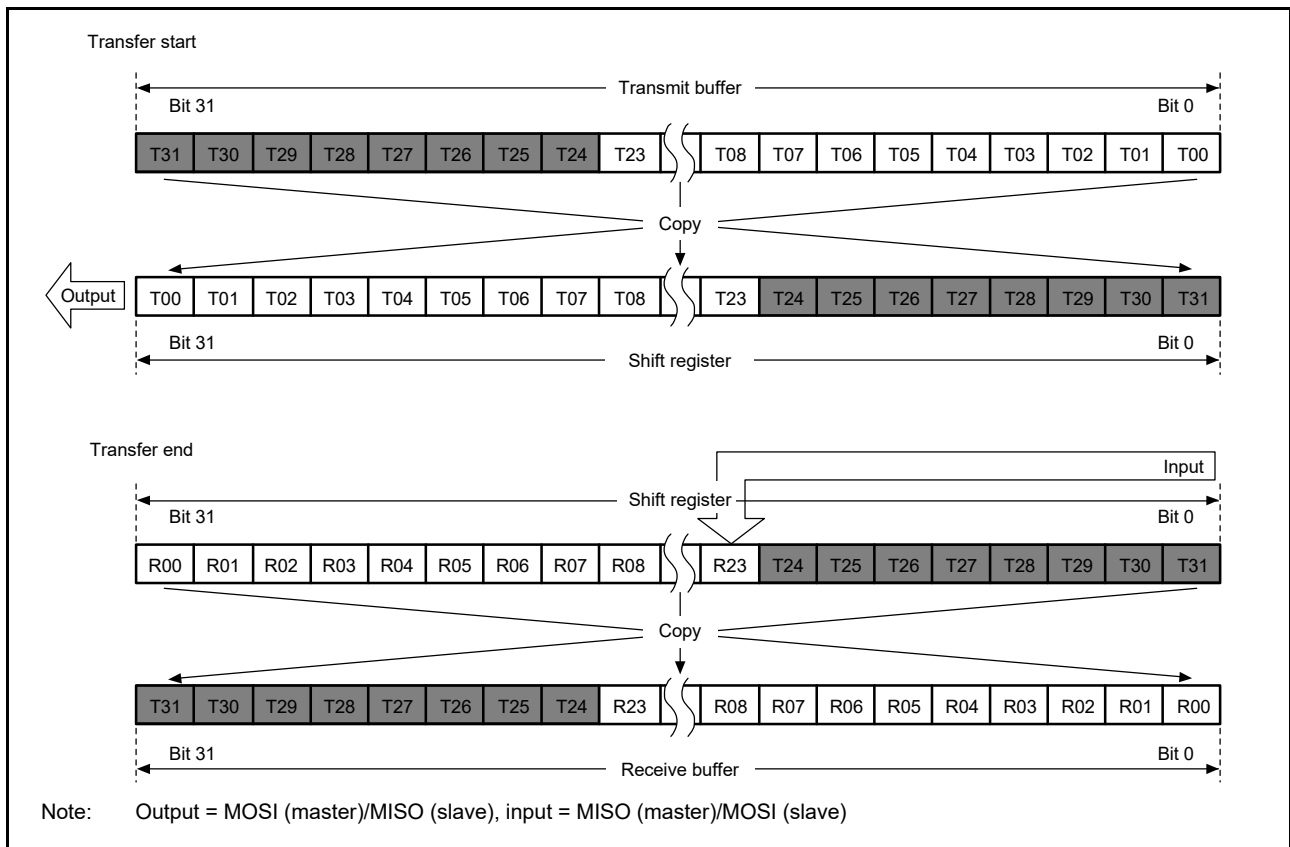 Transfer start
Transmit buffer
Bit 31 Bit 0
T31 T30 T29 T28 T27 T26 T25 T24 T23 T08 T07 T06 T05 T04 T03 T02 T01 T00
Copy
Output T00 T01 T02 T03 T04 T05 T06 T07 T08 T23 T24 T25 T26 T27 T28 T29 T30 T31
Bit 31 Bit 0
Shift register
Transfer end
Input
Shift register
Bit 31 Bit 0
R00 R01 R02 R03 R04 R05 R06 R07 R08 R23 T24 T25 T26 T27 T28 T29 T30 T31
Copy
T31 T30 T29 T28 T27 T26 T25 T24 R23 R08 R07 R06 R05 R04 R03 R02 R01 R00
Bit 31 Bit 0
Receive buffer
Note: Output = MOSI (master)/MISO (slave), input = MISO (master)/MOSI (slave)